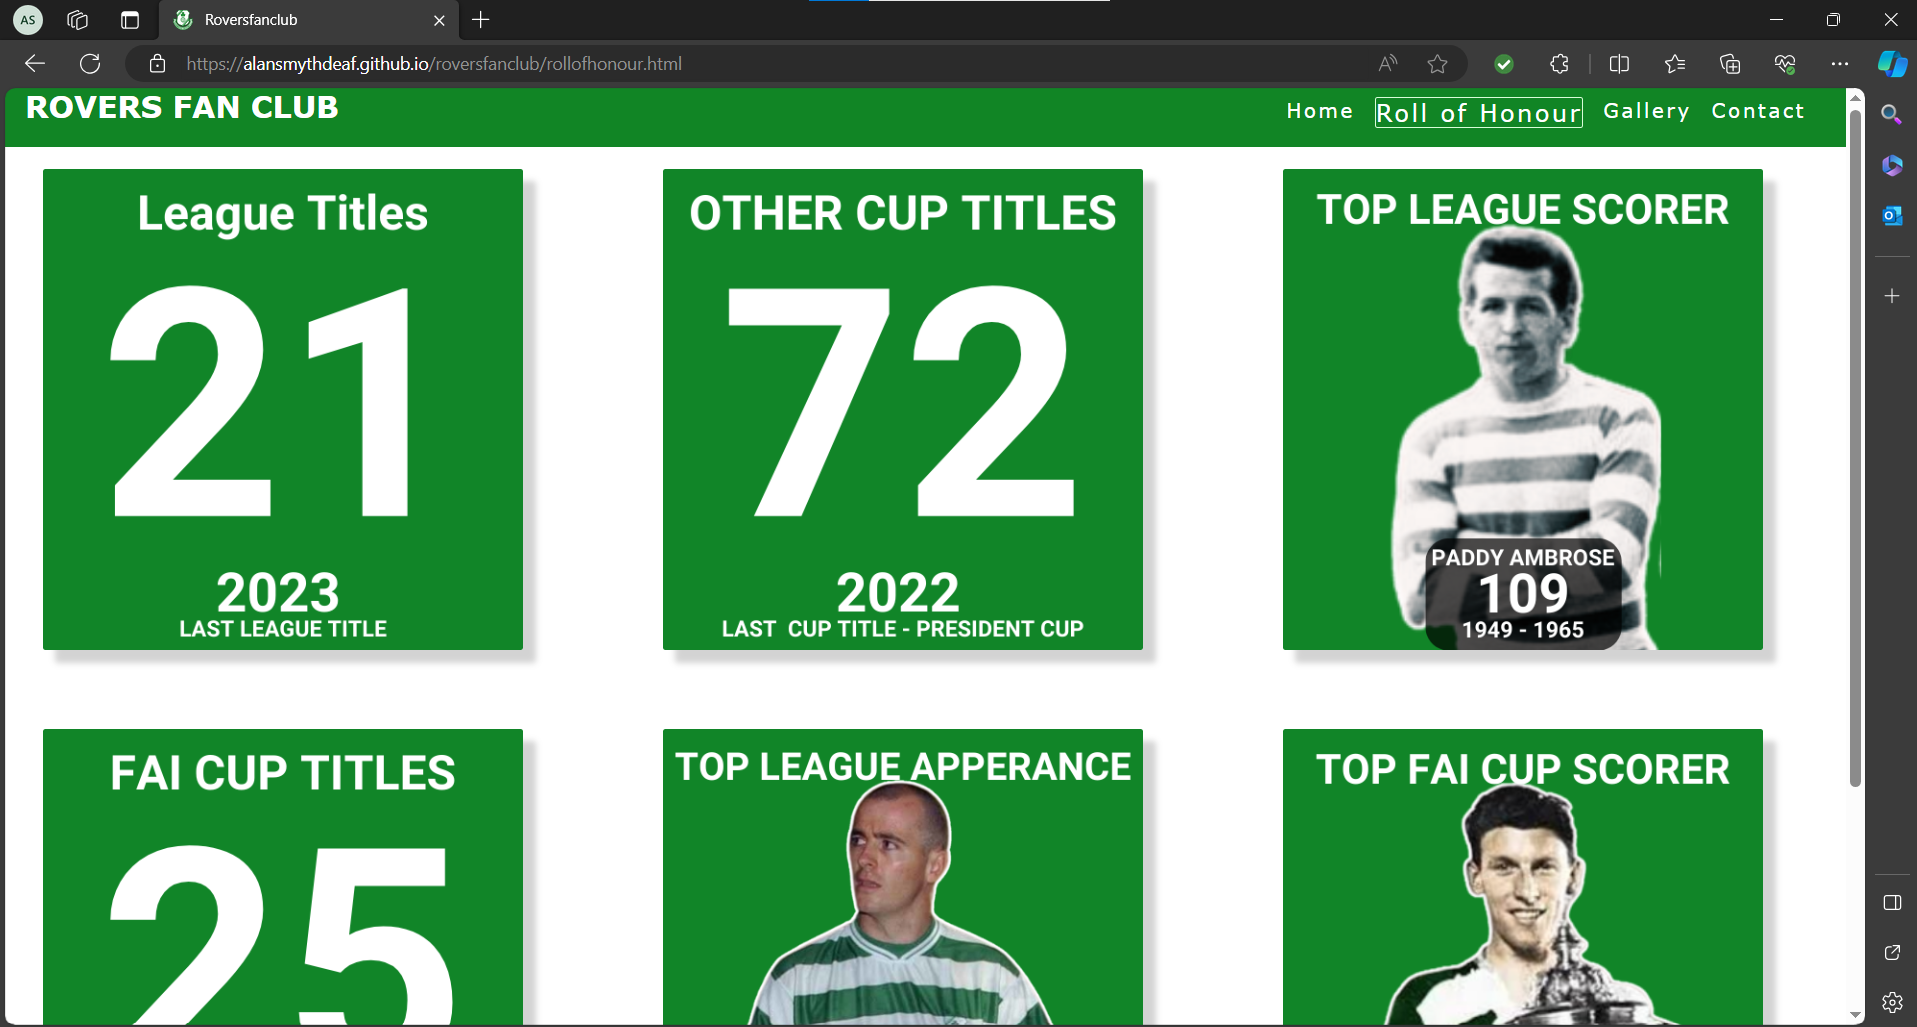 AS
Roversfanclub
https://alansmythdeaf.github.io/roversfanclub/rollofhonour.html
ROVERS FAN CLUB
Home Roll of Honour Gallery Contact
League Titles
21
2023
LAST LEAGUE TITLE
OTHER CUP TITLES
72
2022
LAST CUP TITLE - PRESIDENT CUP
TOP LEAGUE SCORER
PADDY AMBROSE
109
1949 - 1965
FAI CUP TITLES
25
TOP LEAGUE APPERANCE
TOP FAI CUP SCORER